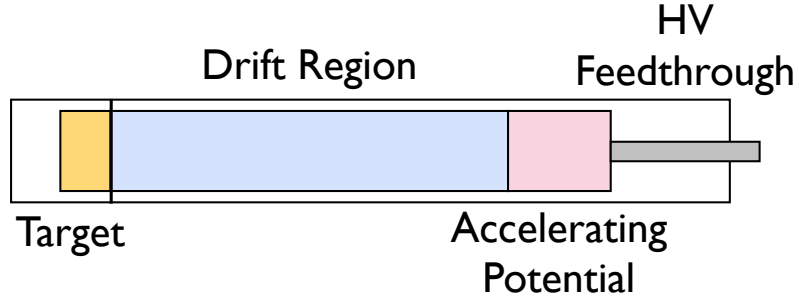 HV
Feedthrough
Drift Region
Target
Accelerating
Potential